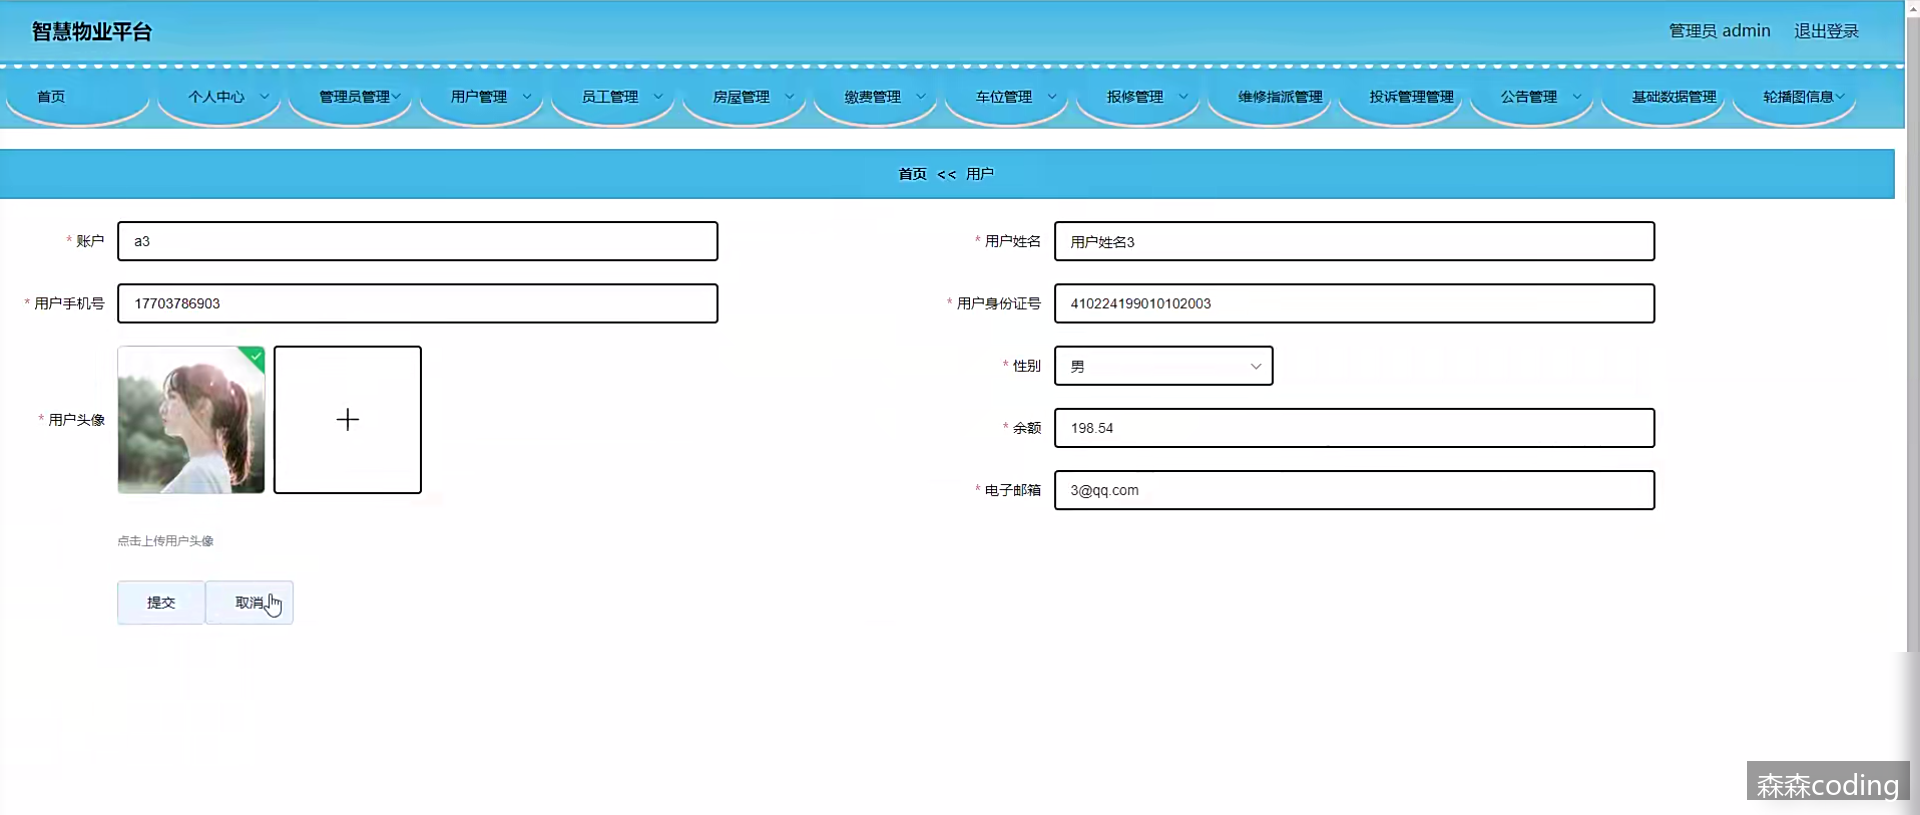 智慧物业平台
管理员 admin 退出登录
首页 个人中心 管理员管理 用户管理 员工管理 房屋管理 缴费管理 车位管理 报修管理 维修指派管理 投诉管理管理 公告管理 基础数据管理 轮播图信息
首页 << 用户
* 账户 a3
* 用户姓名 用户姓名3
* 用户手机号 17703786903
* 用户身份证号 410224199010102003
* 用户头像
* 性别 男
* 余额 198.54
* 电子邮箱 3@qq.com
点击上传用户头像
提交 取消
森森coding